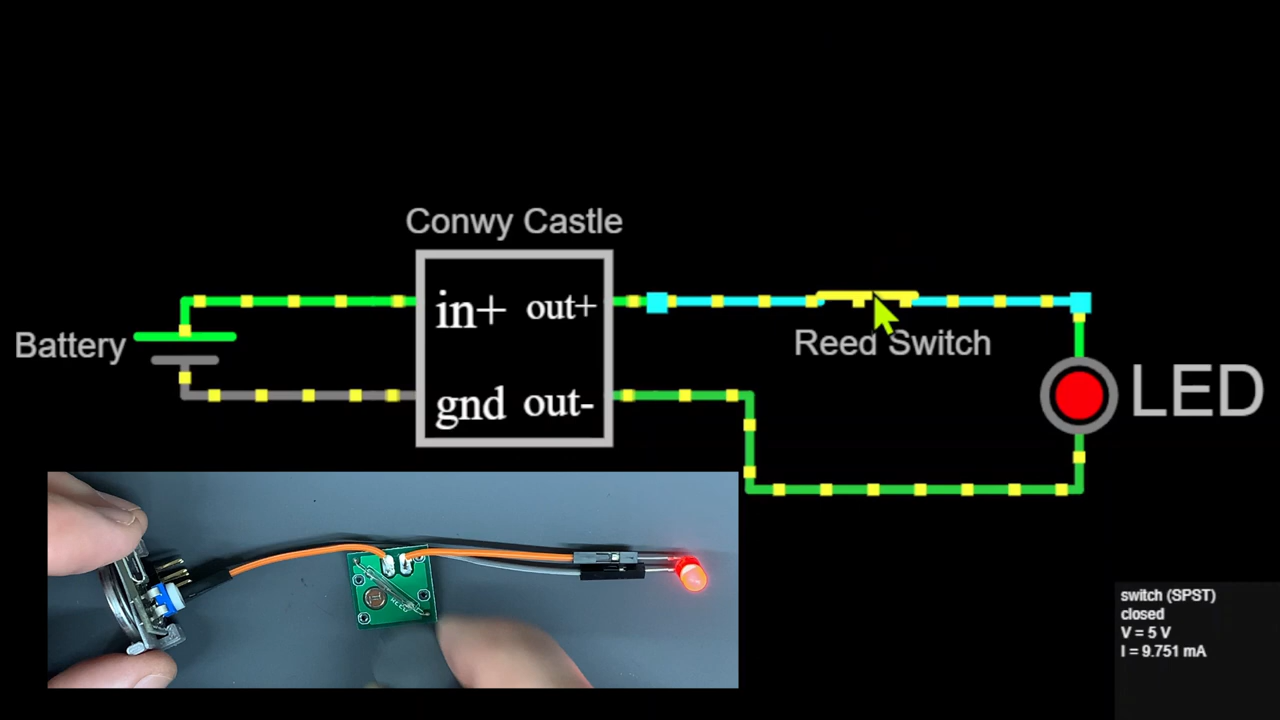 Conwy Castle
in+ out+
Battery
Reed Switch
LED
gnd out-
switch (SPST)
closed
V = 5 V
I = 9.751 mA